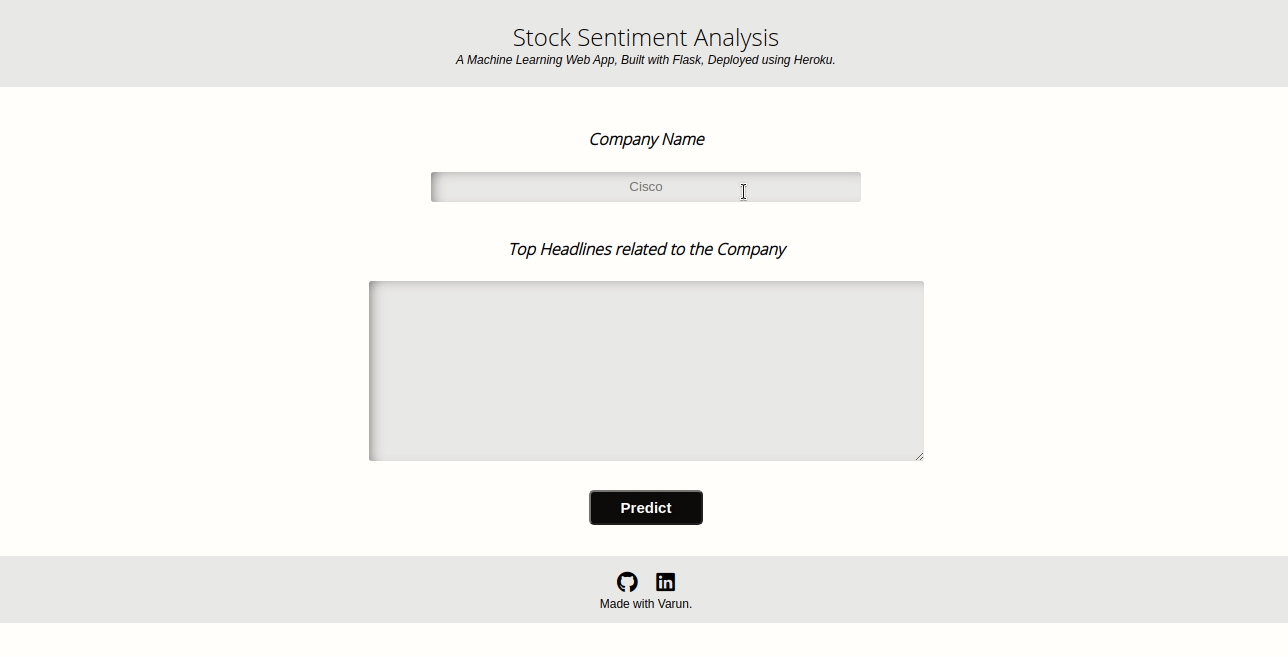 Stock Sentiment Analysis
A Machine Learning Web App, Built with Flask, Deployed using Heroku.
Company Name
Cisco
Top Headlines related to the Company
Predict
in
Made with Varun.